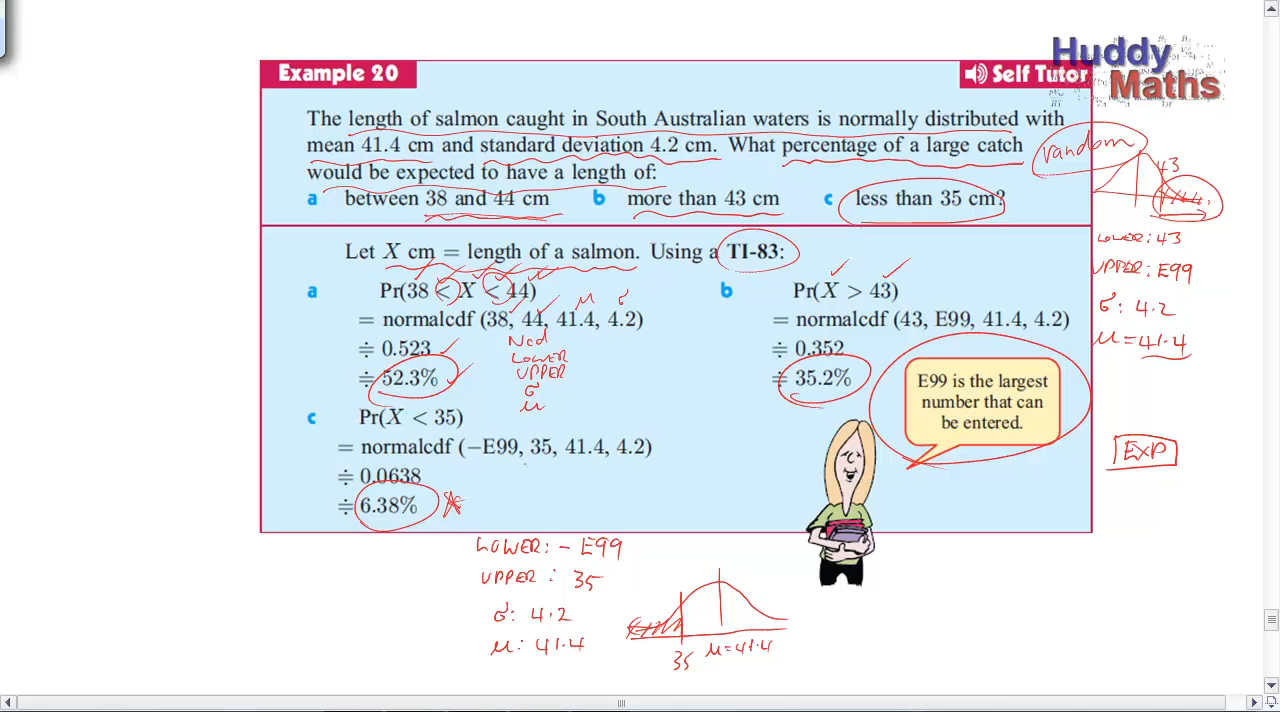 Huddy
Maths
Example 20
Self Tutor
The length of salmon caught in South Australian waters is normally distributed with
mean 41.4 cm and standard deviation 4.2 cm. What percentage of a large catch
would be expected to have a length of:
a between 38 and 44 cm b more than 43 cm c less than 35 cm?
random
43
LOWER: 43
UPPER: E99
σ: 4.2
μ = 41.4
EXP
Let X cm = length of a salmon. Using a TI-83:
a Pr(38 < X < 44)
μ σ
= normalcdf (38, 44, 41.4, 4.2)
≑ 0.523
≑ 52.3%
Ncd
LOWER
UPPER
σ
μ
b Pr(X > 43)
= normalcdf (43, E99, 41.4, 4.2)
≑ 0.352
≑ 35.2%
E99 is the largest
number that can
be entered.
c Pr(X < 35)
= normalcdf (−E99, 35, 41.4, 4.2)
≑ 0.0638
≑ 6.38%
LOWER: - E99
UPPER: 35
σ: 4.2
μ: 41.4
35 μ=41.4